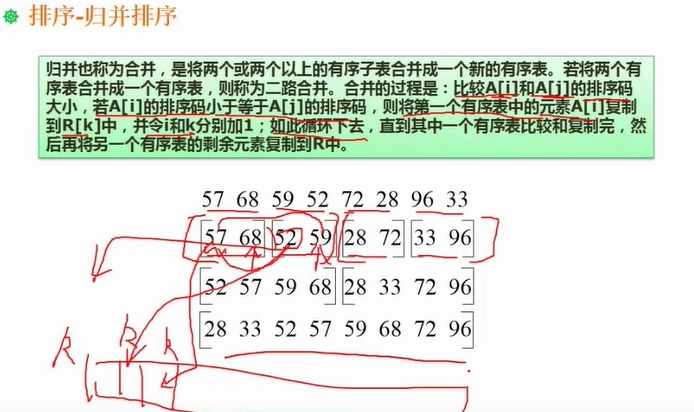 排序-归并排序
归并也称为合并，是将两个或两个以上的有序子表合并成一个新的有序表。若将两个有
序表合并成一个有序表，则称为二路合并。合并的过程是：比较A[i]和A[j]的排序码
大小，若A[i]的排序码小于等于A[j]的排序码，则将第一个有序表中的元素A[i]复制
到R[k]中，并令i和k分别加1；如此循环下去，直到其中一个有序表比较和复制完，然
后再将另一个有序表的剩余元素复制到R中。
57 68 59 52 72 28 96 33
[57 68] [52 59] [28 72] [33 96]
[52 57 59 68] [28 33 72 96]
[28 33 52 57 59 68 72 96]
R k k